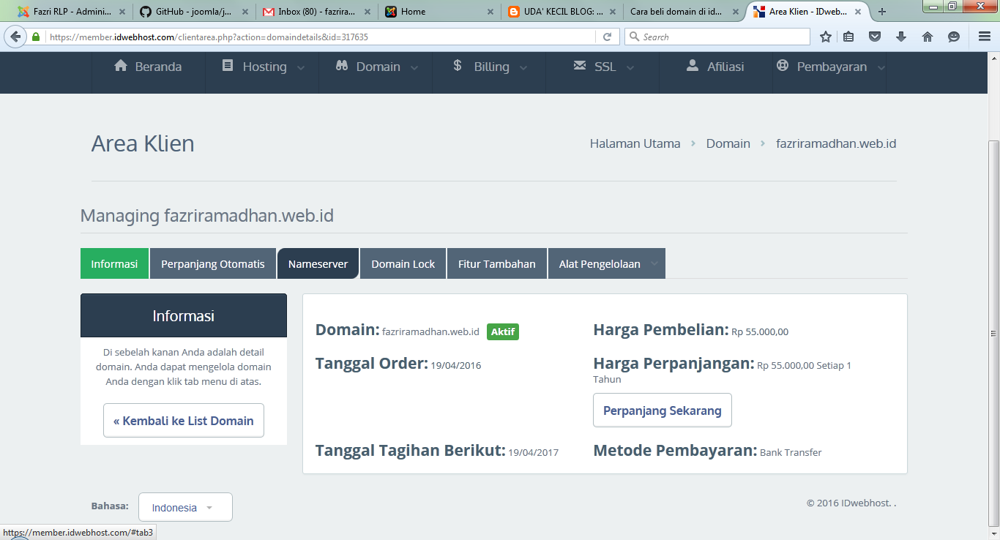 Fazri RLP - Admini...
GitHub - joomla/j...
Inbox (80) - fazrira...
Home
UDA' KECIL BLOG: ...
Cara beli domain di id...
Area Klien - IDweb...
https://member.idwebhost.com/clientarea.php?action=domaindetails&id=317635
Search
Beranda
Hosting
Domain
Billing
SSL
Afiliasi
Pembayaran
Area Klien
Halaman Utama > Domain > fazriramadhan.web.id
Managing fazriramadhan.web.id
Informasi
Perpanjang Otomatis
Nameserver
Domain Lock
Fitur Tambahan
Alat Pengelolaan
Informasi
Di sebelah kanan Anda adalah detail
domain. Anda dapat mengelola domain
Anda dengan klik tab menu di atas.
« Kembali ke List Domain
Domain: fazriramadhan.web.id Aktif
Harga Pembelian: Rp 55.000,00
Tanggal Order: 19/04/2016
Harga Perpanjangan: Rp 55.000,00 Setiap 1
Tahun
Perpanjang Sekarang
Tanggal Tagihan Berikut: 19/04/2017
Metode Pembayaran: Bank Transfer
Bahasa:
Indonesia
© 2016 IDwebhost. .
https://member.idwebhost.com/#tab3